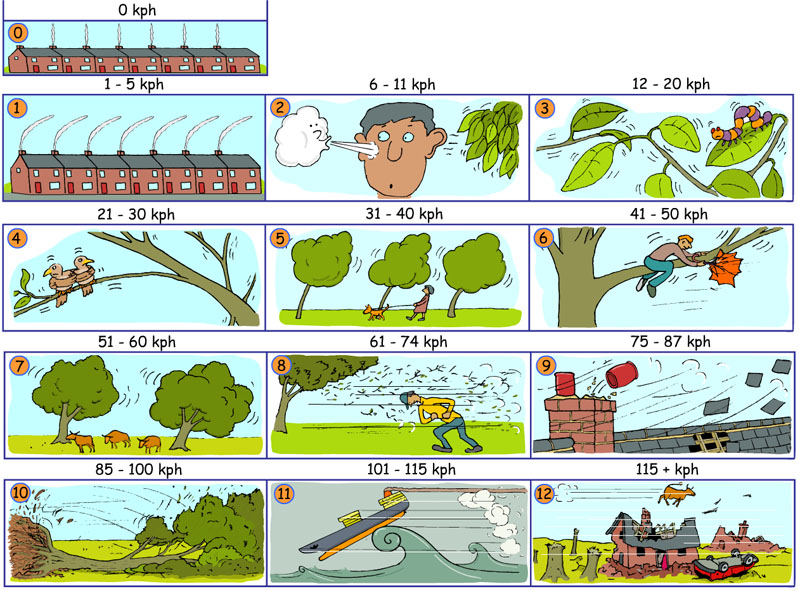 0 kph
0
1 - 5 kph
6 - 11 kph
12 - 20 kph
1
2
3
21 - 30 kph
31 - 40 kph
41 - 50 kph
4
5
6
51 - 60 kph
61 - 74 kph
75 - 87 kph
7
8
9
85 - 100 kph
101 - 115 kph
115 + kph
10
11
12